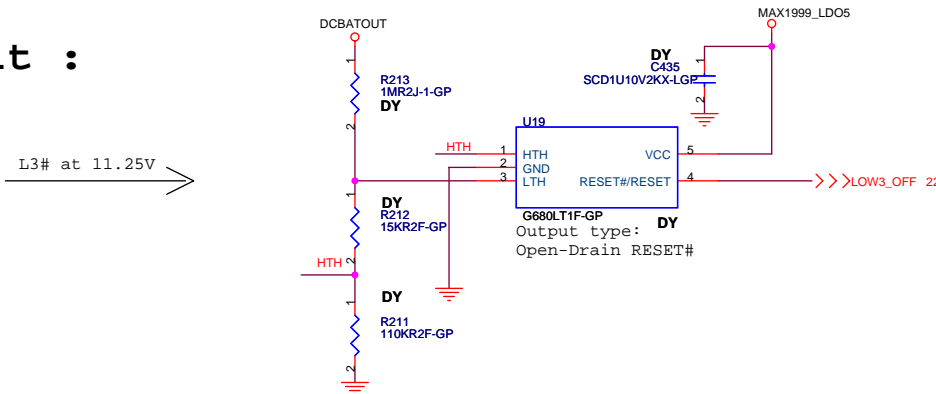 DCBATOUT
MAX1999_LDO5
t :
1
R213
1MR2J-1-GP
DY
2
DY
C435
SCD1U10V2KX-LGP
1
2
L3# at 11.25V
U19
HTH
1
HTH
2
GND
3
LTH
VCC
5
RESET#/RESET
4
LOW3_OFF 22
G680LT1F-GP
DY
Output type:
Open-Drain RESET#
1
DY
R212
15KR2F-GP
2
HTH
1
DY
R211
110KR2F-GP
2